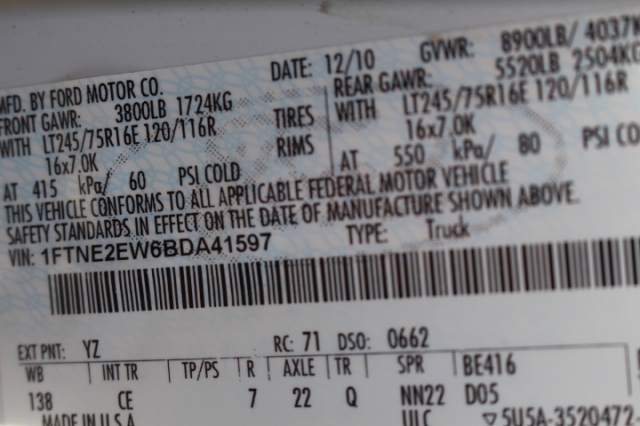 MFD. BY FORD MOTOR CO. DATE: 12/10 GVWR: 8900LB/ 4037K
FRONT GAWR: 3800LB 1724KG REAR GAWR: 5520LB 2504KG
WITH LT245/75R16E 120/116R TIRES WITH LT245/75R16E 120/116R
16x7.0K RIMS 16x7.0K
AT 415 kPa/ 60 PSI COLD AT 550 kPa/ 80 PSI CO
THIS VEHICLE CONFORMS TO ALL APPLICABLE FEDERAL MOTOR VEHICLE
SAFETY STANDARDS IN EFFECT ON THE DATE OF MANUFACTURE SHOWN ABOVE.
VIN: 1FTNE2EW6BDA41597 TYPE: Truck
EXT PNT: YZ RC: 71 DSO: 0662
WB INT TR TP/PS R AXLE TR SPR BE416
138 CE 7 22 Q NN22 D05
MADE IN U.S.A. ULC ▽5U5A-3520472-